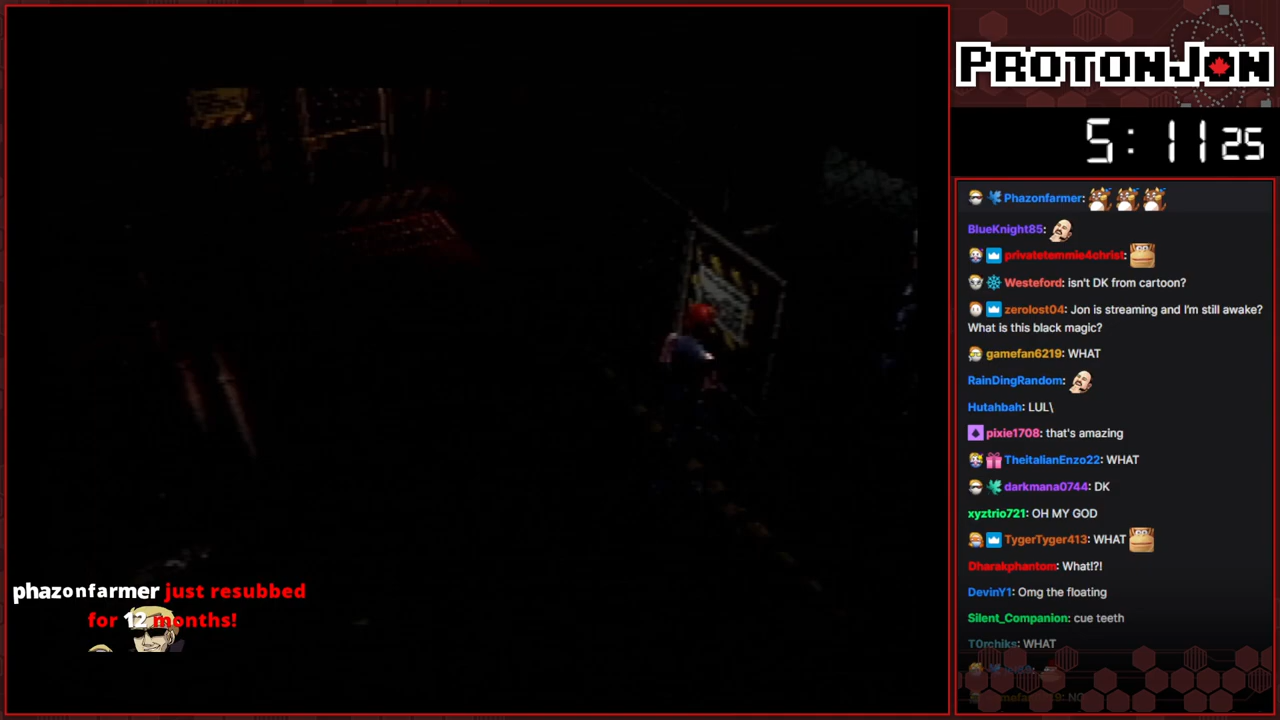 PROTONJON
5:11 25
Phazonfarmer:
BlueKnight85:
privatetemmie4christ:
Westeford: isn't DK from cartoon?
zerolost04: Jon is streaming and I'm still awake?
What is this black magic?
gamefan6219: WHAT
RainDingRandom:
Hutahbah: LUL\
pixie1708: that's amazing
TheitalianEnzo22: WHAT
darkmana0744: DK
xyztrio721: OH MY GOD
TygerTyger413: WHAT
Dharakphantom: What!?!
DevinY1: Omg the floating
Silent_Companion: cue teeth
T0rchiks: WHAT
phazonfarmer just resubbed
for 12 months!